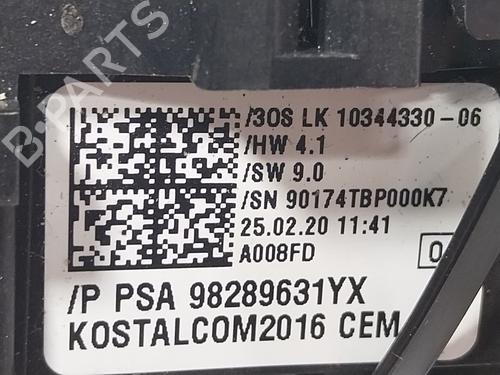 /3OS LK 10344330-06
/HW 4.1
/SW 9.0
/SN 90174TBP000K7
25.02.20 11:41
A008FD
/P PSA 98289631YX
KOSTALCOM2016 CEM
B-PARTS